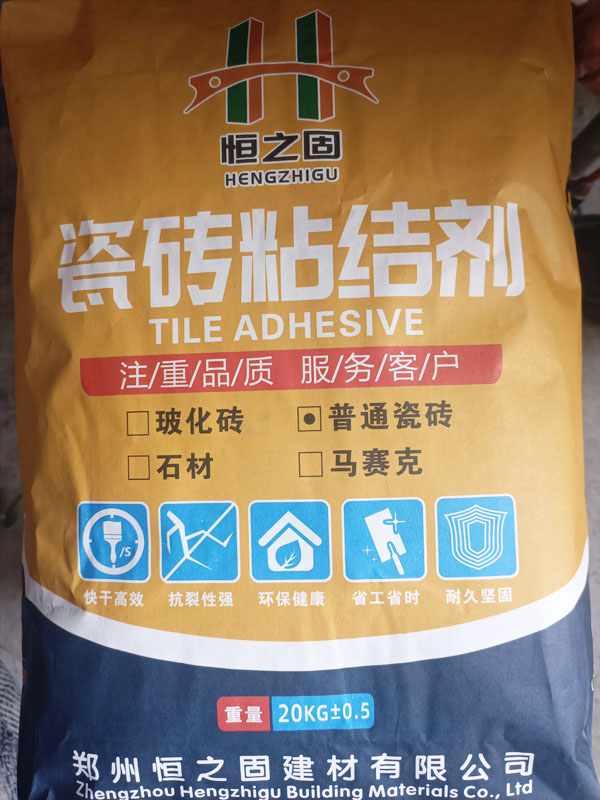 恒之固
HENGZHIGU
瓷砖粘结剂
TILE ADHESIVE
注/重/品/质 服/务/客/户
玻化砖 普通瓷砖
石材 马赛克
/S
快干高效 抗裂性强 环保健康 省工省时 耐久坚固
重量 20KG±0.5
郑州恒之固建材有限公司
Zhengzhou Hengzhigu Building Materials Co., Ltd